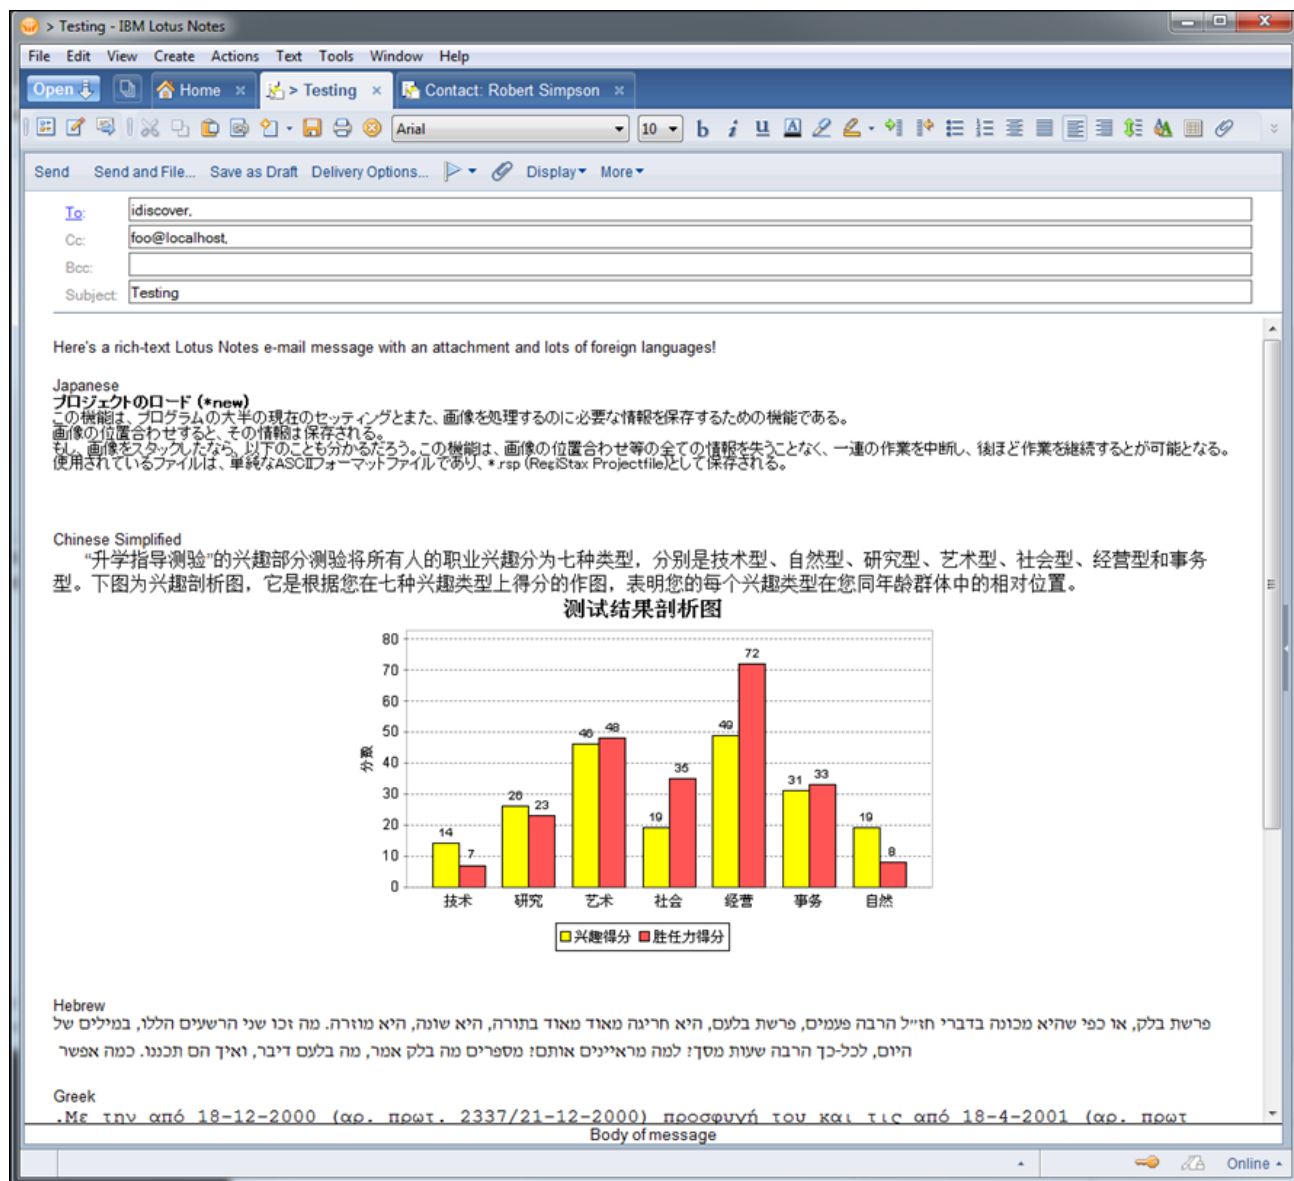 > Testing - IBM Lotus Notes
File Edit View Create Actions Text Tools Window Help
Open Home × > Testing × Contact: Robert Simpson ×
Arial 10 b i u A
Send Send and File... Save as Draft Delivery Options... Display More
To: idiscover,
Cc: foo@localhost,
Bcc:
Subject: Testing
Here's a rich-text Lotus Notes e-mail message with an attachment and lots of foreign languages!
Japanese
プロジェクトのロード (*new)
この機能は、プログラムの大半の現在のセッティングとまた、画像を処理するのに必要な情報を保存するための機能である。
画像の位置合わせすると、その情報は保存される。
もし、画像をスタックしたなら、以下のことも分かるだろう。この機能は、画像の位置合わせ等の全ての情報を失うことなく、一連の作業を中断し、後ほど作業を継続するとが可能となる。
使用されているファイルは、単純なASCIIフォーマットファイルであり、*.rsp (RegiStax Projectfile)として保存される。
Chinese Simplified
“升学指导测验”的兴趣部分测验将所有人的职业兴趣分为七种类型，分别是技术型、自然型、研究型、艺术型、社会型、经营型和事务
型。下图为兴趣剖析图，它是根据您在七种兴趣类型上得分的作图，表明您的每个兴趣类型在您同年龄群体中的相对位置。
测试结果剖析图
分数
80
70
60
50
40
30
20
10
0
14 7 26 23 46 48 19 35 49 72 31 33 19 8
技术 研究 艺术 社会 经营 事务 自然
兴趣得分 胜任力得分
Hebrew
פרשת בלק, או כפי שהיא מכונה בדברי חז״ל הרבה פעמים, פרשת בלעם, היא חריגה מאוד מאוד בתורה, היא שונה, היא מוזרה. מה זכו שני הרשעים הללו, במילים של
היום, לכל-כך הרבה שעות מסך? למה מראיינים אותם? מספרים מה בלק אמר, מה בלעם דיבר, ואיך הם תכננו. כמה אפשר
Greek
.Με την από 18-12-2000 (αρ. πρωτ. 2337/21-12-2000) προσφυγή του και τις από 18-4-2001 (αρ. πρωτ
Body of message
Online